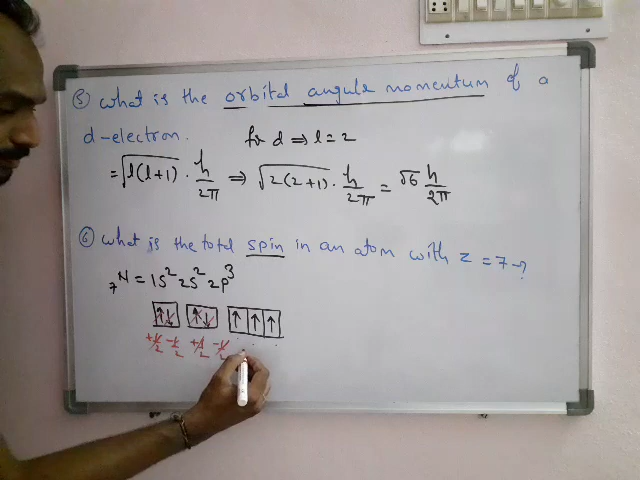 ⑤ what is the orbital angule momentum of a
d-electron. for d ⇒ l = 2
= √l(l+1) . h/2π ⇒ √2(2+1) . h/2π = √6 h/2π
⑥ what is the total spin in an atom with z = 7 - ?
₇N = 1s² 2s² 2p³
↑↓ ↑↓ ↑ ↑ ↑
+1/2 -1/2 +1/2 -1/2